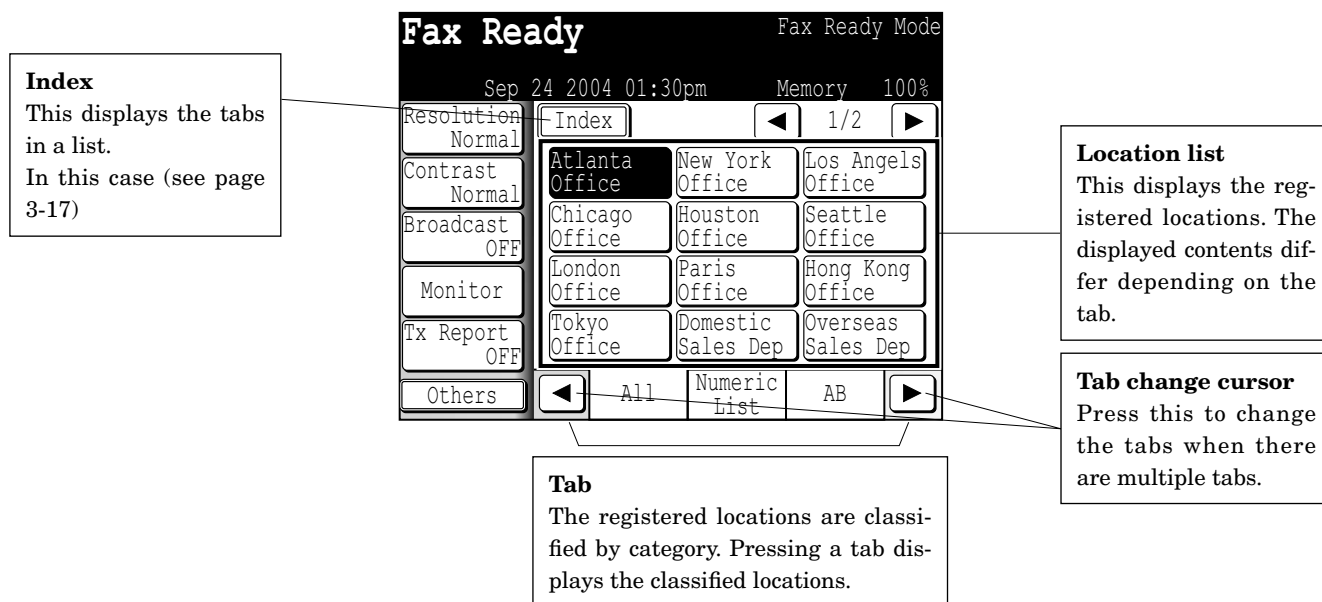 Fax Ready
Fax Ready Mode
Sep 24 2004 01:30pm
Memory 100%
Index
This displays the tabs
in a list.
In this case (see page
3-17)
Resolution
Normal
Contrast
Normal
Broadcast
OFF
Monitor
Tx Report
OFF
Others
Index
1/2
Atlanta
Office
New York
Office
Los Angels
Office
Chicago
Office
Houston
Office
Seattle
Office
London
Office
Paris
Office
Hong Kong
Office
Tokyo
Office
Domestic
Sales Dep
Overseas
Sales Dep
All
Numeric
List
AB
Location list
This displays the reg-
istered locations. The
displayed contents dif-
fer depending on the
tab.
Tab change cursor
Press this to change
the tabs when there
are multiple tabs.
Tab
The registered locations are classi-
fied by category. Pressing a tab dis-
plays the classified locations.